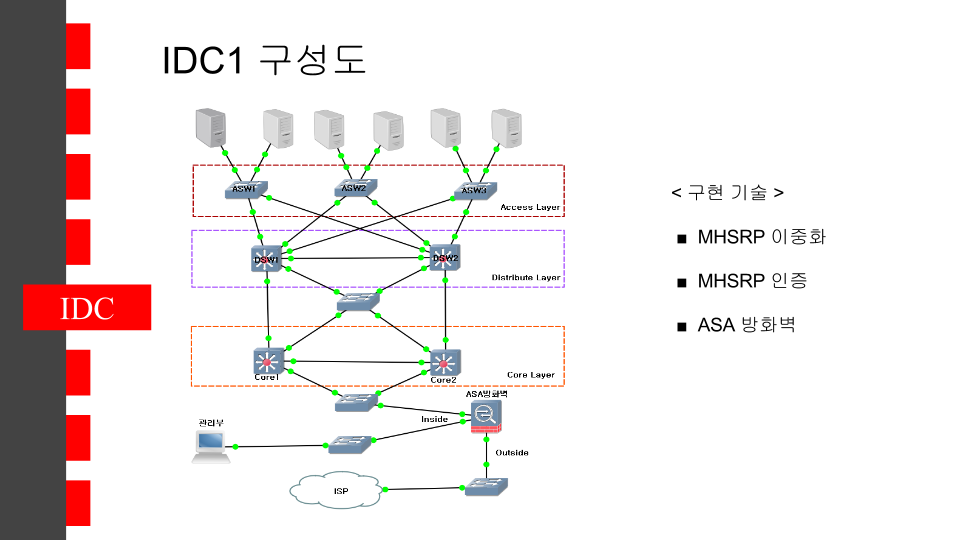 IDC1 구성도
ASW1
ASW2
ASW3
Access Layer
DSW1
DSW2
Distribute Layer
Core1
Core2
Core Layer
ASA방화벽
Inside
관리부
Outside
ISP
IDC
< 구현 기술 >
■ MHSRP 이중화
■ MHSRP 인증
■ ASA 방화벽